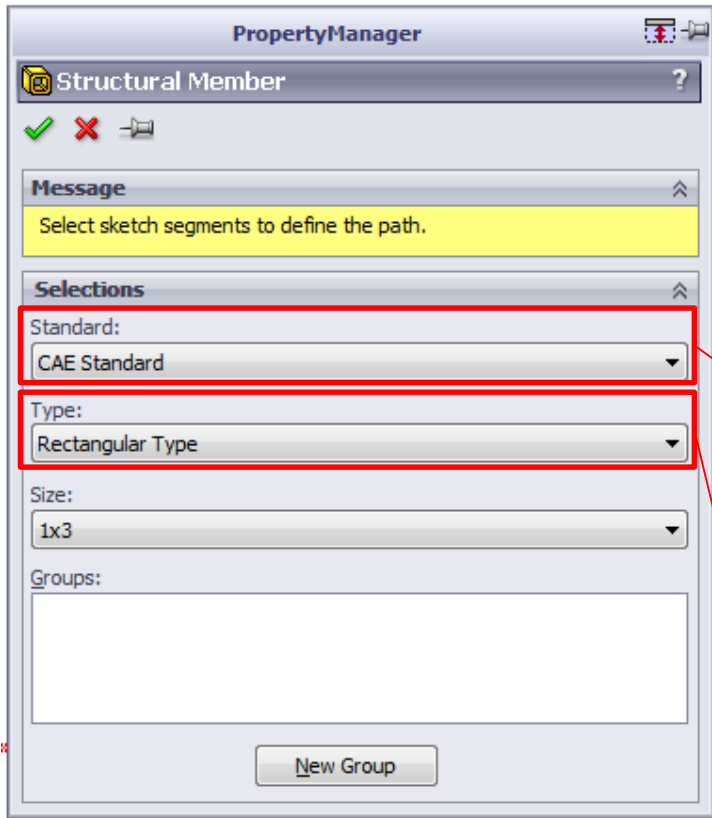 PropertyManager
Structural Member ?
Message
Select sketch segments to define the path.
Selections
Standard:
CAE Standard
Type:
Rectangular Type
Size:
1x3
Groups:
New Group